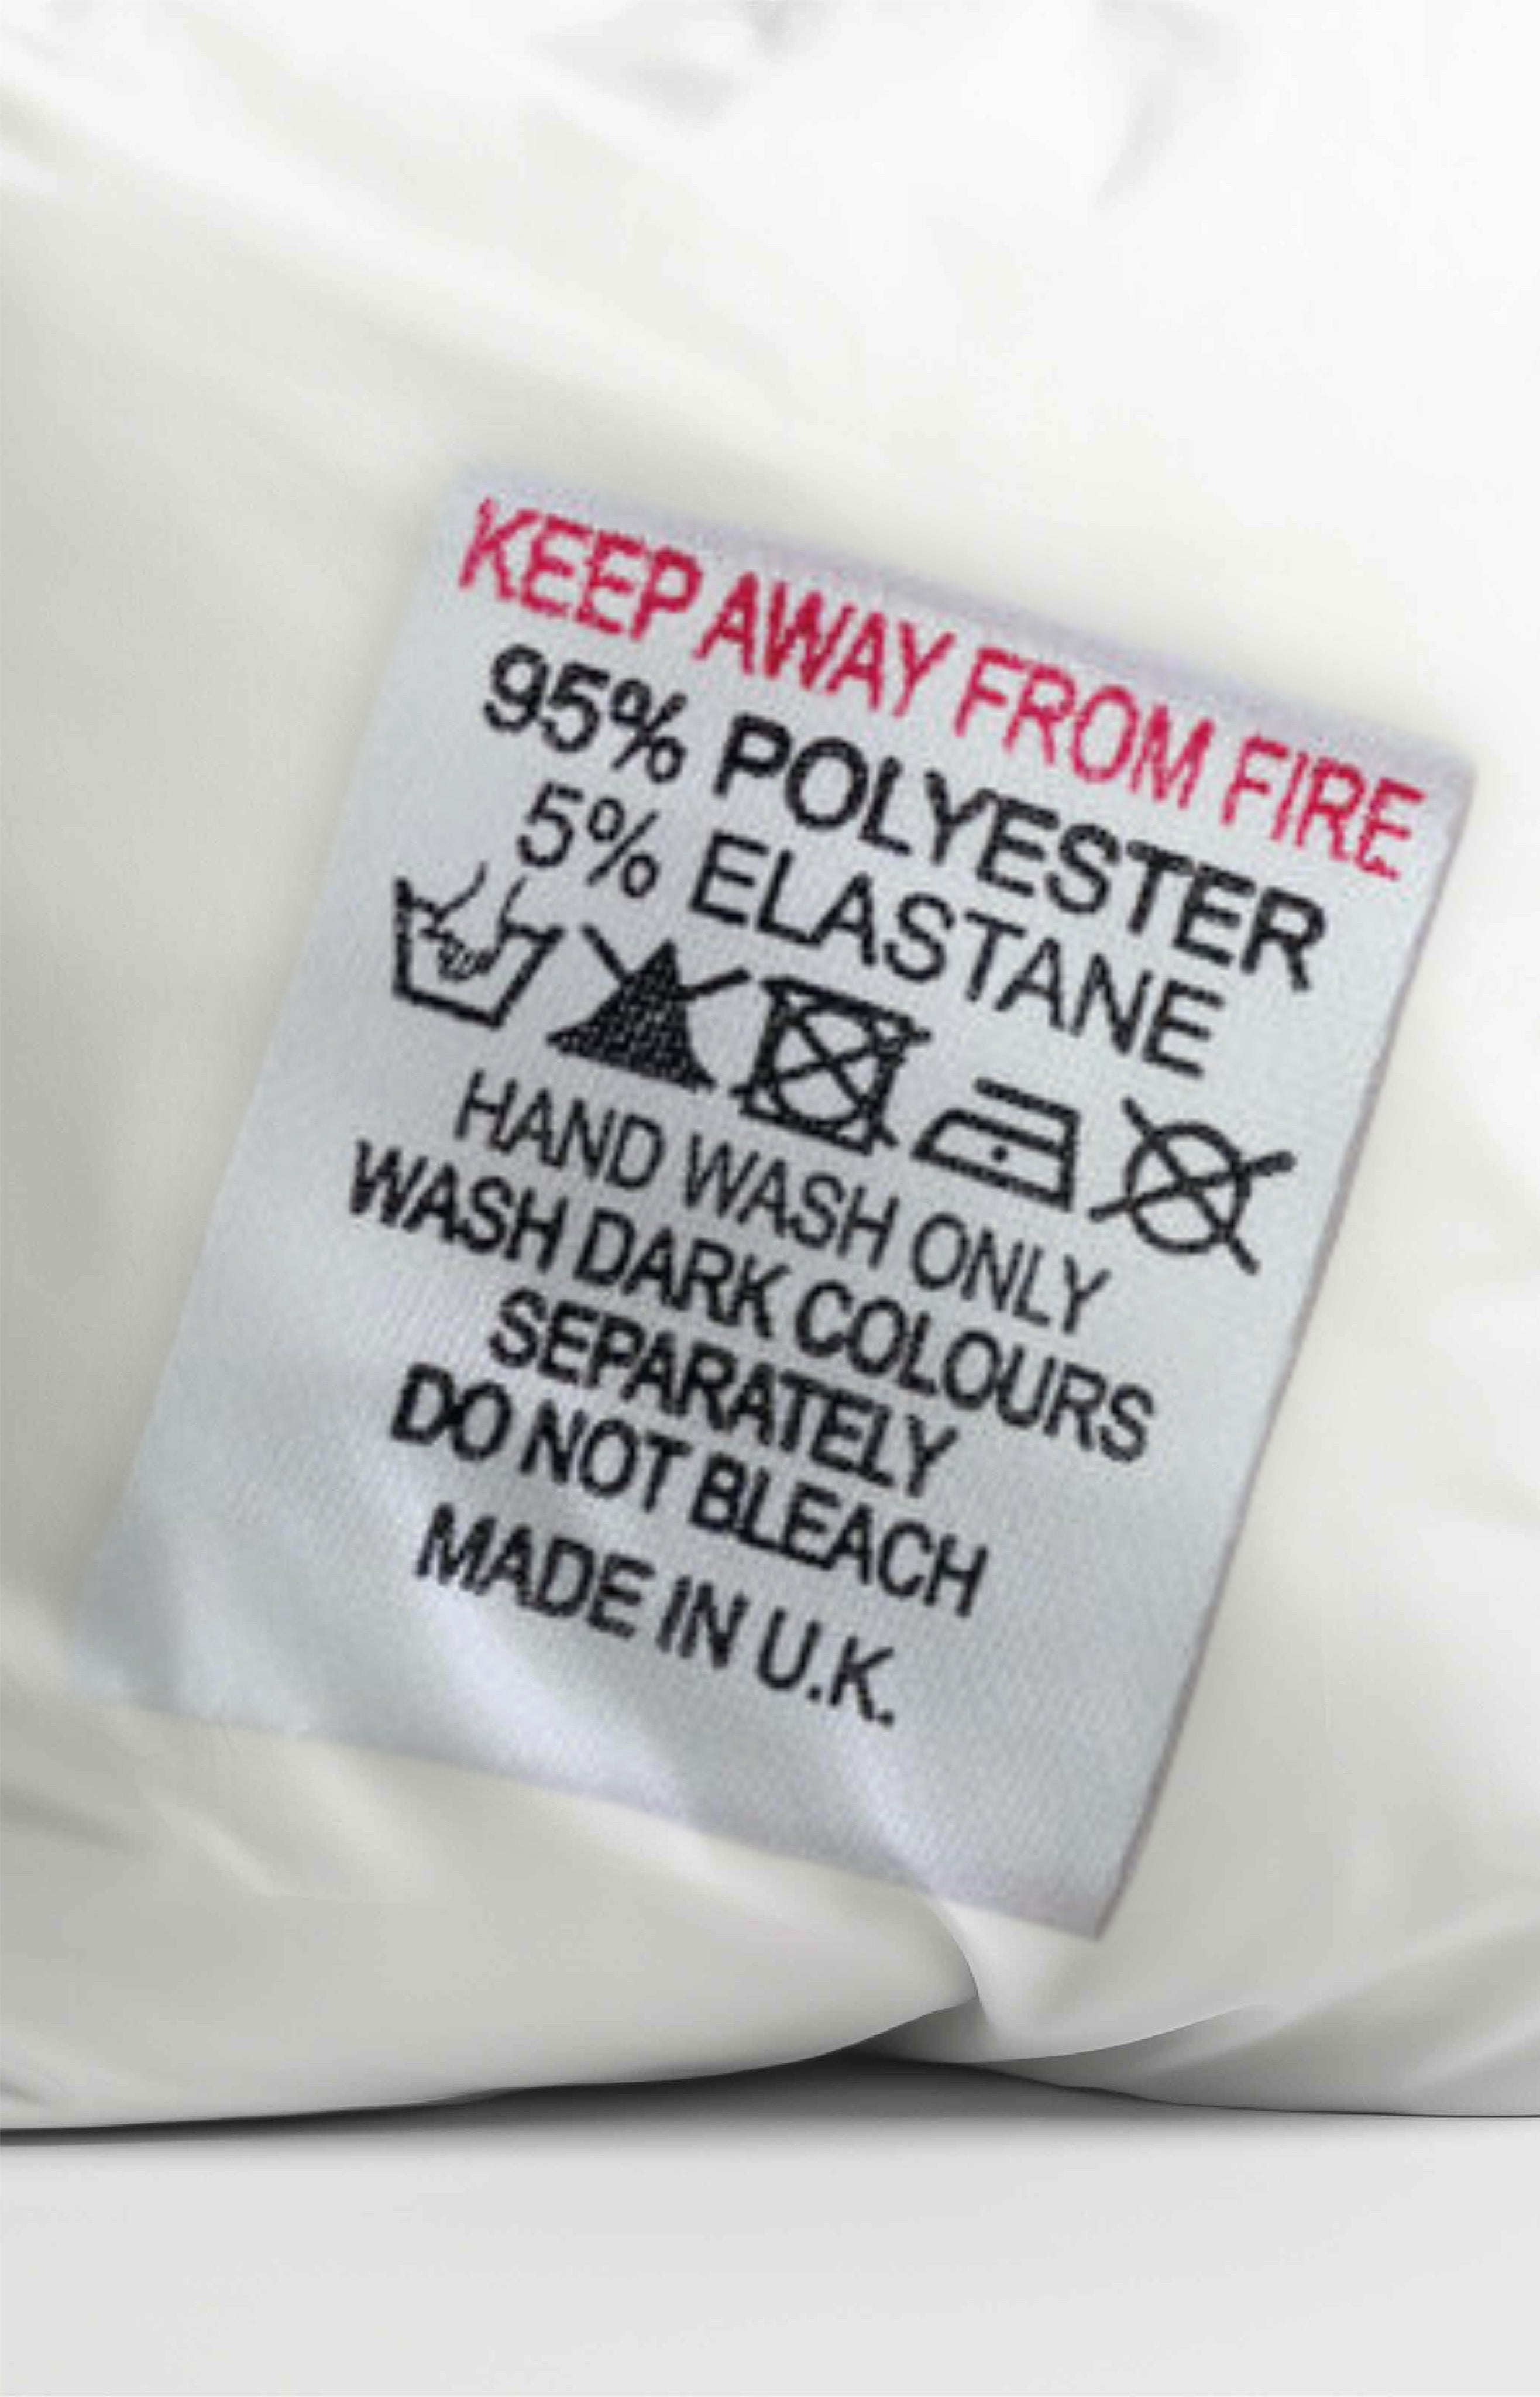 KEEP AWAY FROM FIRE
95% POLYESTER
5% ELASTANE
HAND WASH ONLY
WASH DARK COLOURS
SEPARATELY
DO NOT BLEACH
MADE IN U.K.